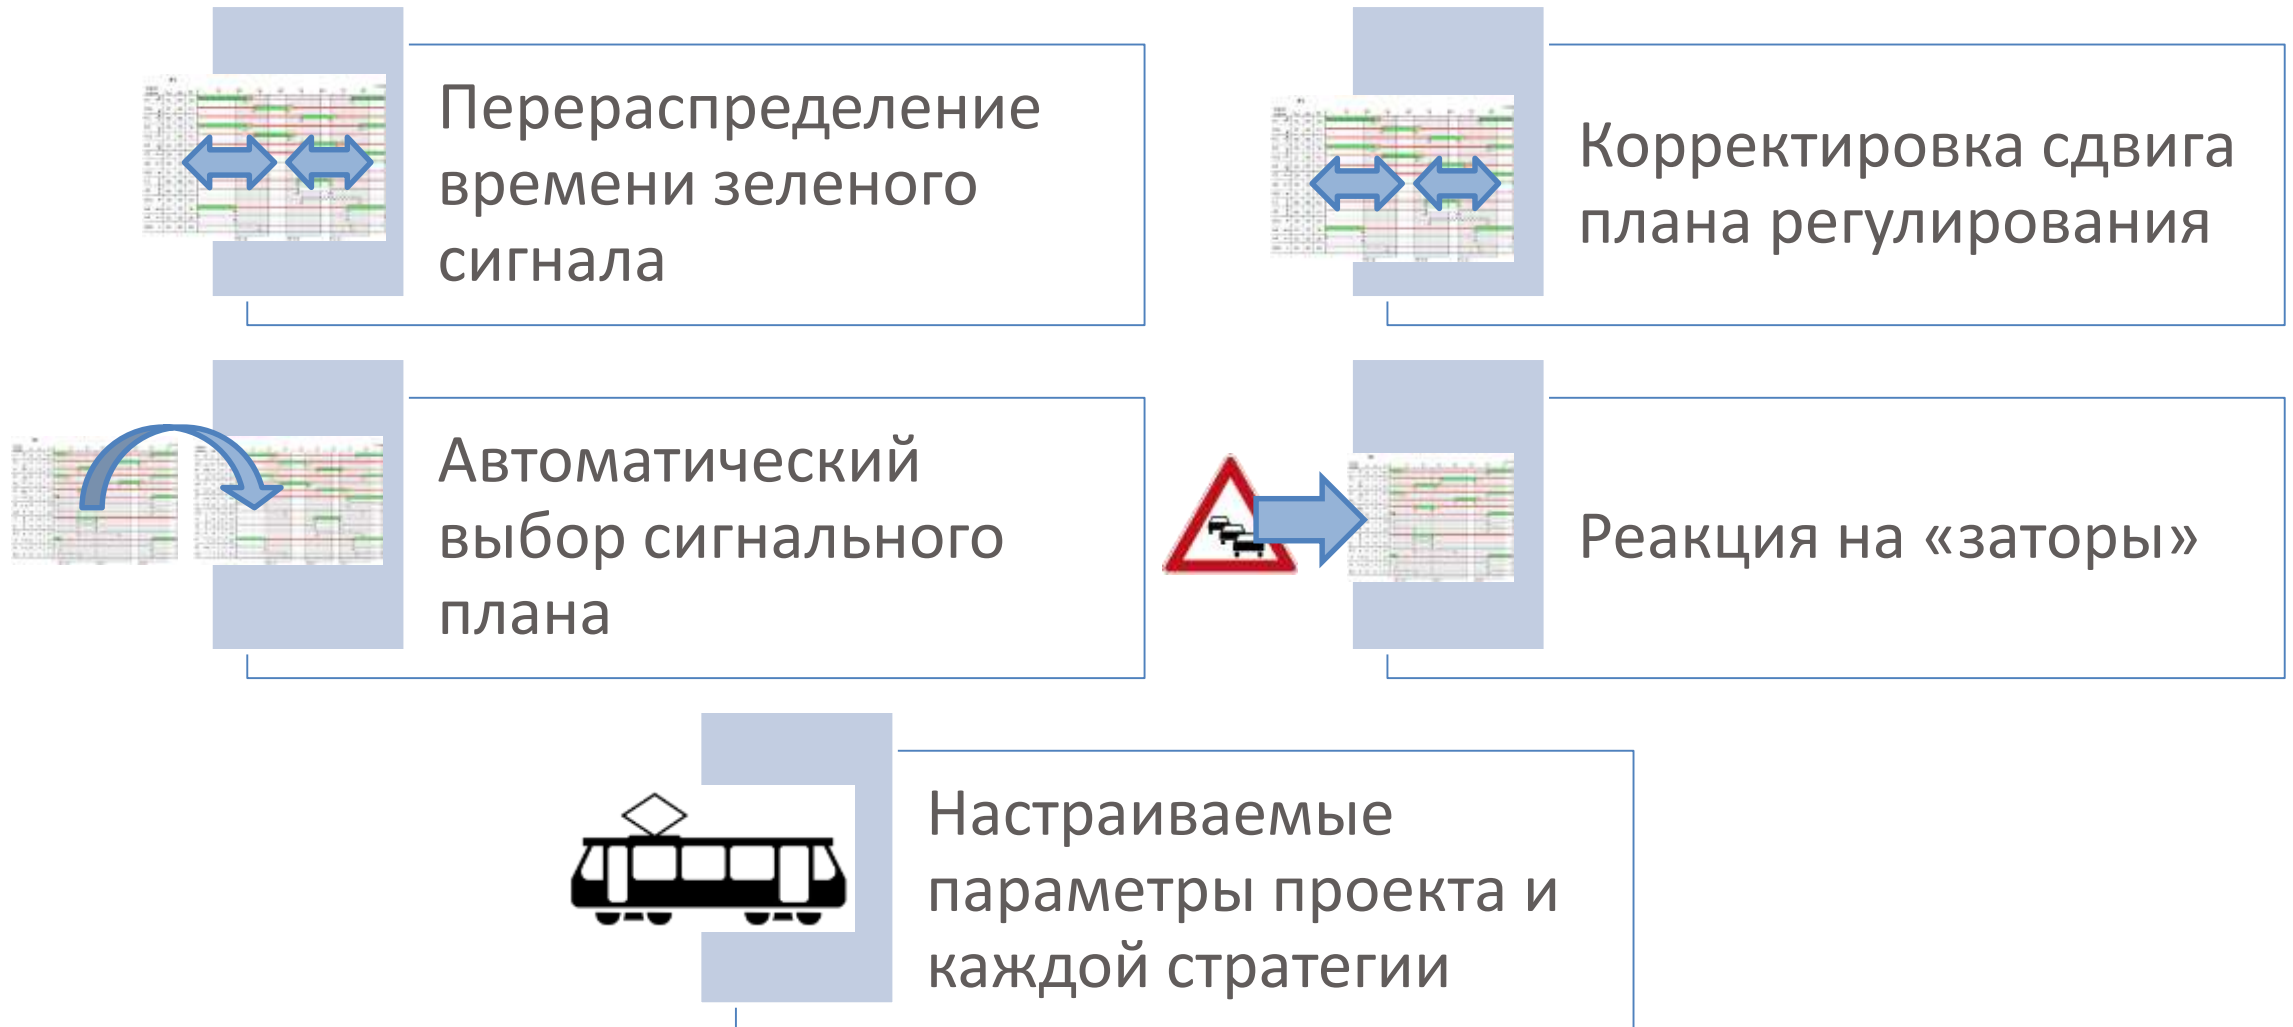 Перераспределение
времени зеленого
сигнала
Корректировка сдвига
плана регулирования
Автоматический
выбор сигнального
плана
Реакция на «заторы»
Настраиваемые
параметры проекта и
каждой стратегии